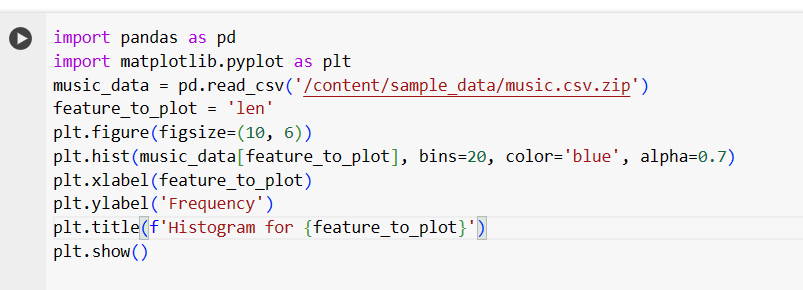 import pandas as pd
import matplotlib.pyplot as plt
music_data = pd.read_csv('/content/sample_data/music.csv.zip')
feature_to_plot = 'len'
plt.figure(figsize=(10, 6))
plt.hist(music_data[feature_to_plot], bins=20, color='blue', alpha=0.7)
plt.xlabel(feature_to_plot)
plt.ylabel('Frequency')
plt.title(f'Histogram for {feature_to_plot}')
plt.show()